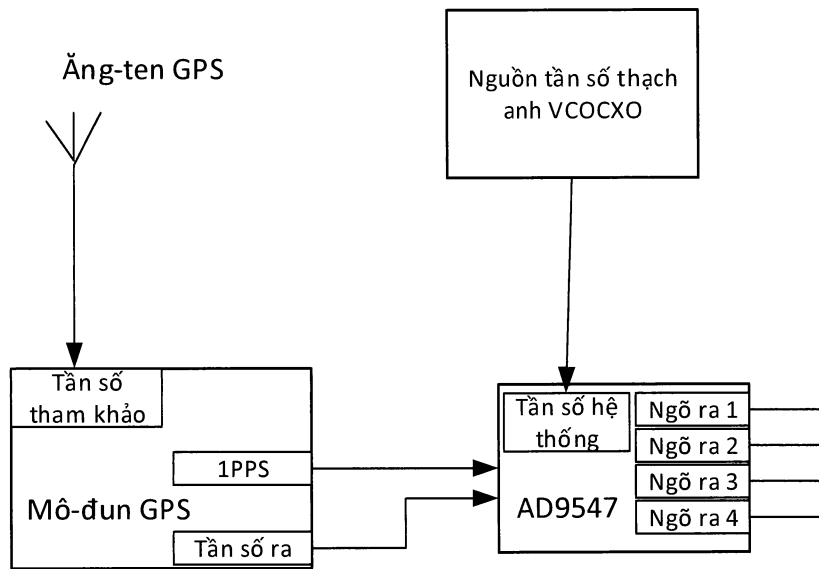 Ăng-ten GPS
Nguồn tần số thạch
anh VCOCXO
Tần số
tham khảo
1PPS
Mô-đun GPS
Tần số ra
Tần số hệ
thống
AD9547
Ngõ ra 1
Ngõ ra 2
Ngõ ra 3
Ngõ ra 4